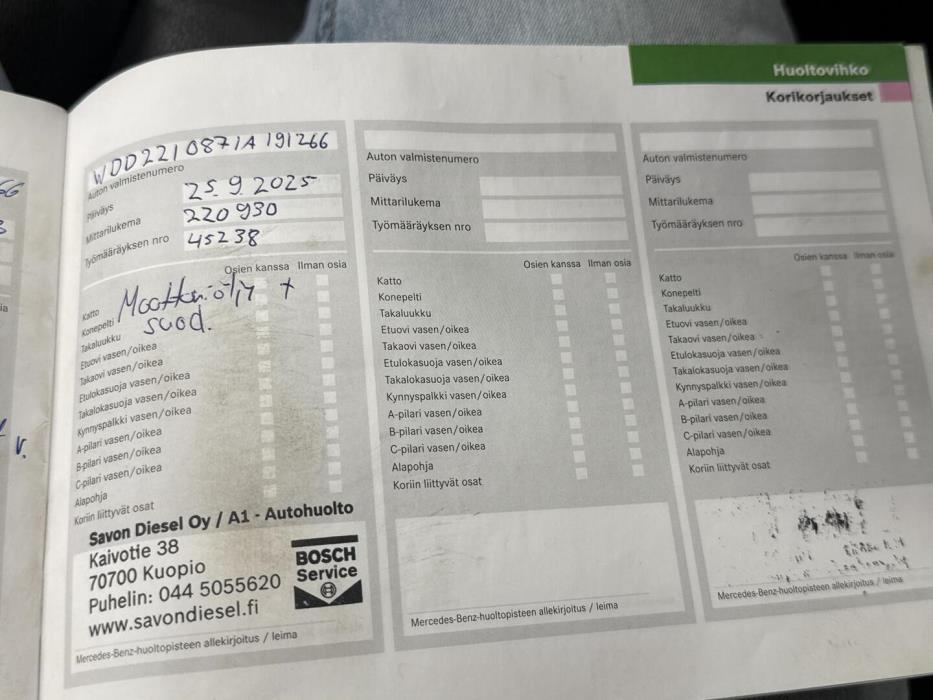 Huoltovihko
Korikorjaukset
WDD2210871A191266
Auton valmistenumero
Päiväys 25.9.2025
Mittarilukema 220 930
Työmääräyksen nro 45238
Osien kanssa Ilman osia
Moottoriöljy +
suod.
Katto
Konepelti
Takaluukku
Etuovi vasen/oikea
Takaovi vasen/oikea
Etulokasuoja vasen/oikea
Takalokasuoja vasen/oikea
Kynnyspalkki vasen/oikea
A-pilari vasen/oikea
B-pilari vasen/oikea
C-pilari vasen/oikea
Alapohja
Koriin liittyvät osat
Savon Diesel Oy / A1 - Autohuolto
Kaivotie 38
70700 Kuopio
Puhelin: 044 5055620
www.savondiesel.fi
BOSCH
Service
Mercedes-Benz-huoltopisteen allekirjoitus / leima
Auton valmistenumero
Päiväys
Mittarilukema
Työmääräyksen nro
Osien kanssa Ilman osia
Katto
Konepelti
Takaluukku
Etuovi vasen/oikea
Takaovi vasen/oikea
Etulokasuoja vasen/oikea
Takalokasuoja vasen/oikea
Kynnyspalkki vasen/oikea
A-pilari vasen/oikea
B-pilari vasen/oikea
C-pilari vasen/oikea
Alapohja
Koriin liittyvät osat
Mercedes-Benz-huoltopisteen allekirjoitus / leima
Auton valmistenumero
Päiväys
Mittarilukema
Työmääräyksen nro
Osien kanssa Ilman osia
Katto
Konepelti
Takaluukku
Etuovi vasen/oikea
Takaovi vasen/oikea
Etulokasuoja vasen/oikea
Takalokasuoja vasen/oikea
Kynnyspalkki vasen/oikea
A-pilari vasen/oikea
B-pilari vasen/oikea
C-pilari vasen/oikea
Alapohja
Koriin liittyvät osat
Mercedes-Benz-huoltopisteen allekirjoitus / leima